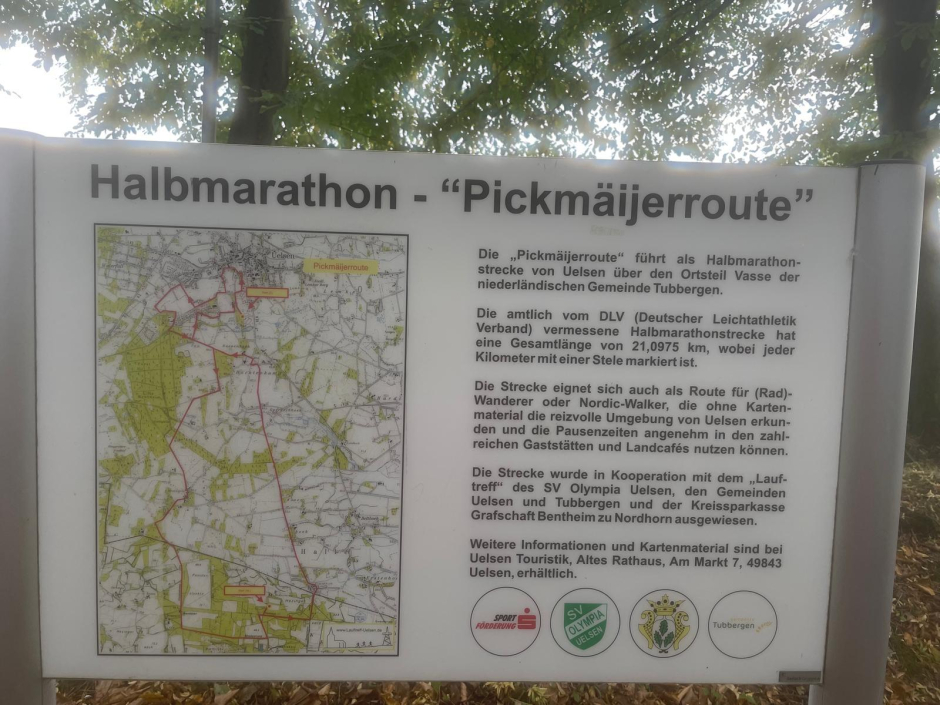 Halbmarathon - “Pickmäijerroute”
Uelsen
Pickmäijerroute
Die „Pickmäijerroute” führt als Halbmarathon-
strecke von Uelsen über den Ortsteil Vasse der
niederländischen Gemeinde Tubbergen.
Die amtlich vom DLV (Deutscher Leichtathletik
Verband) vermessene Halbmarathonstrecke hat
eine Gesamtlänge von 21,0975 km, wobei jeder
Kilometer mit einer Stele markiert ist.
Die Strecke eignet sich auch als Route für (Rad)-
Wanderer oder Nordic-Walker, die ohne Karten-
material die reizvolle Umgebung von Uelsen erkun-
den und die Pausenzeiten angenehm in den zahl-
reichen Gaststätten und Landcafés nutzen können.
Die Strecke wurde in Kooperation mit dem „Lauf-
treff” des SV Olympia Uelsen, den Gemeinden
Uelsen und Tubbergen und der Kreissparkasse
Grafschaft Bentheim zu Nordhorn ausgewiesen.
Weitere Informationen und Kartenmaterial sind bei
Uelsen Touristik, Altes Rathaus, Am Markt 7, 49843
Uelsen, erhältlich.
SPORT
FÖRDERUNG
SV
OLYMPIA
UELSEN
Tubbergen